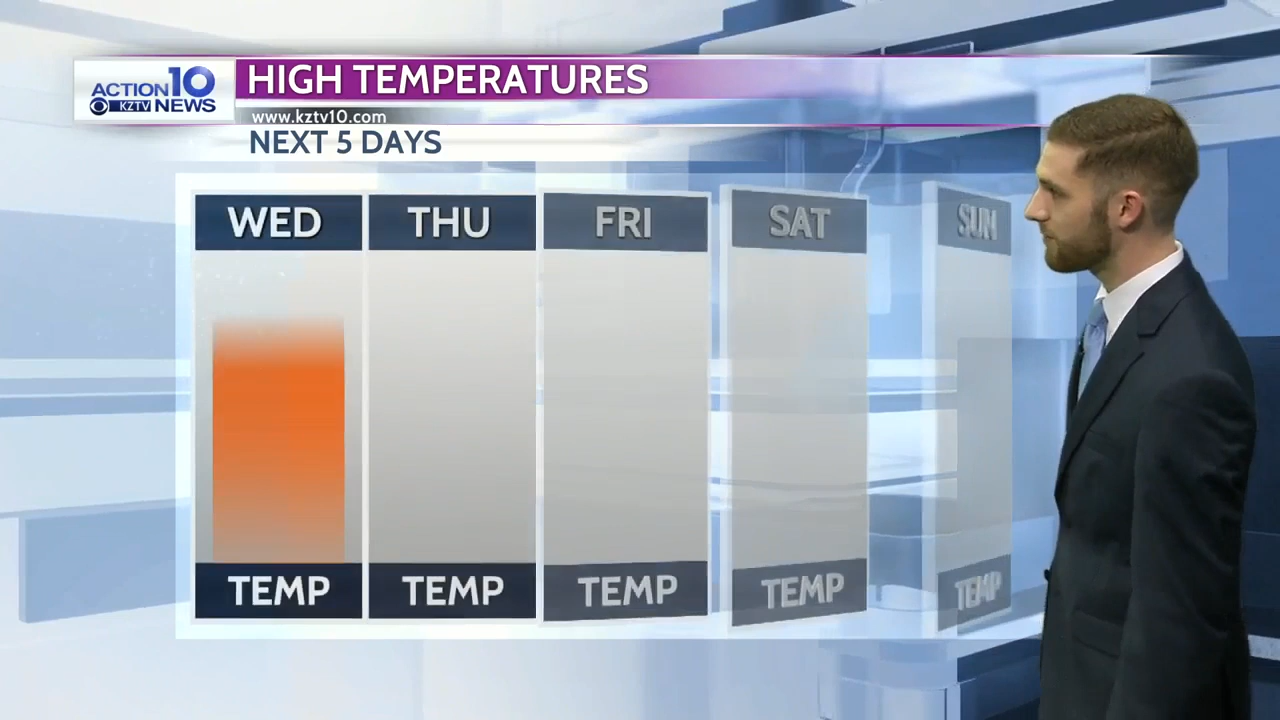 ACTION 10
KZTV NEWS
HIGH TEMPERATURES
www.kztv10.com
NEXT 5 DAYS
WED THU FRI SAT SUN
TEMP TEMP TEMP TEMP TEMP